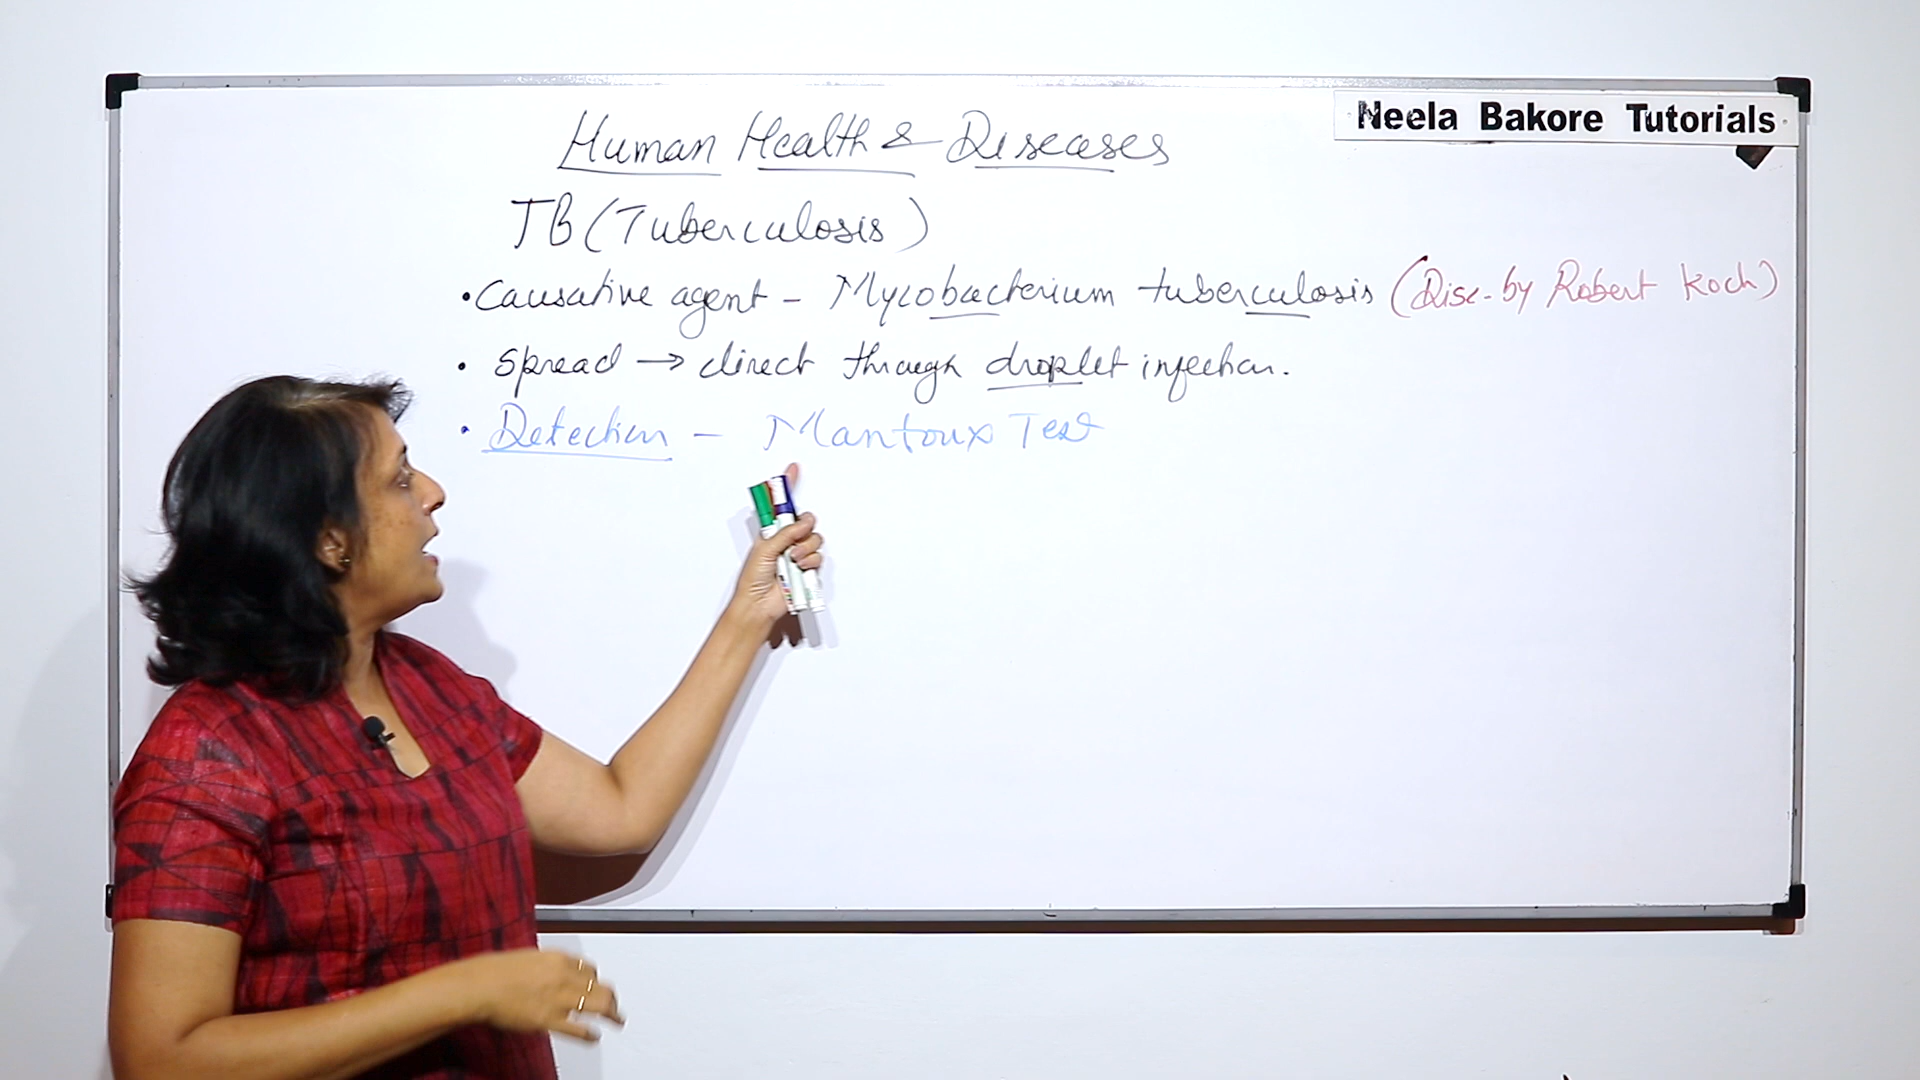 Neela Bakore Tutorials
Human Health & Diseases
TB (Tuberculosis)
• Causative agent - Mycobacterium tuberculosis (Disc. by Robert Koch)
• Spread → direct through droplet infection.
• Detection - Mantoux Test